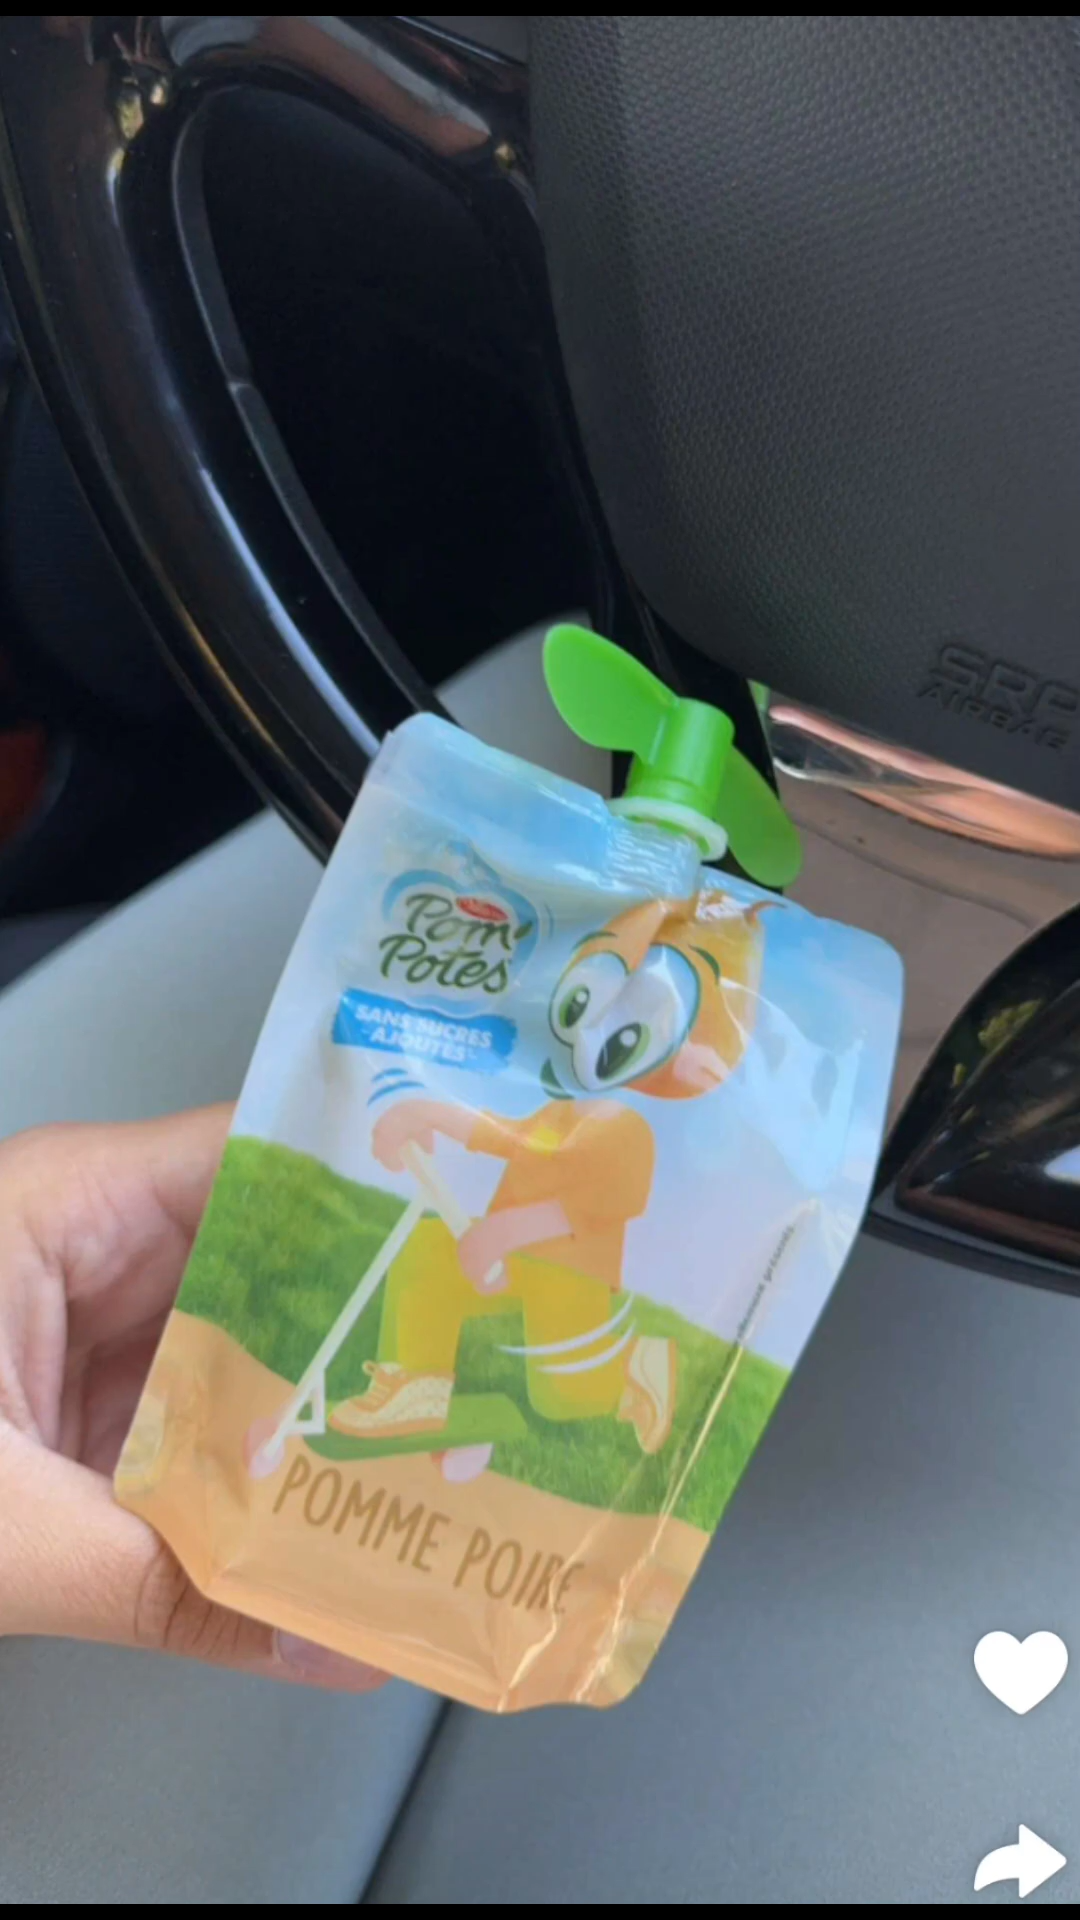 SRS
AIRBAG
Pom'
Potes
SANS SUCRES
AJOUTÉS
POMME POIRE